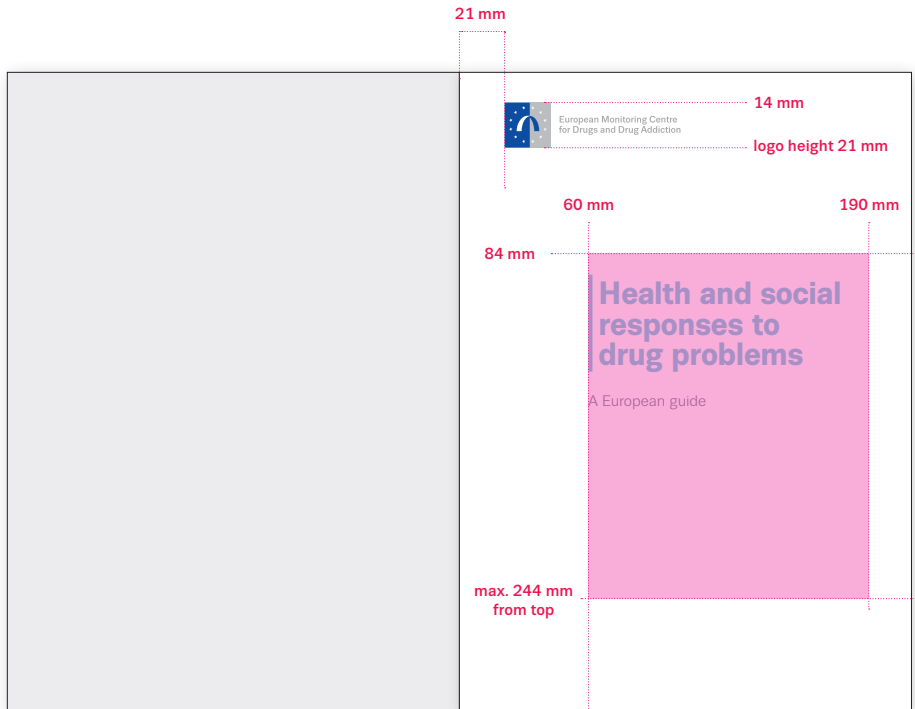 21 mm
14 mm
European Monitoring Centre
for Drugs and Drug Addiction
logo height 21 mm
60 mm
190 mm
84 mm
Health and social
responses to
drug problems
A European guide
max. 244 mm
from top